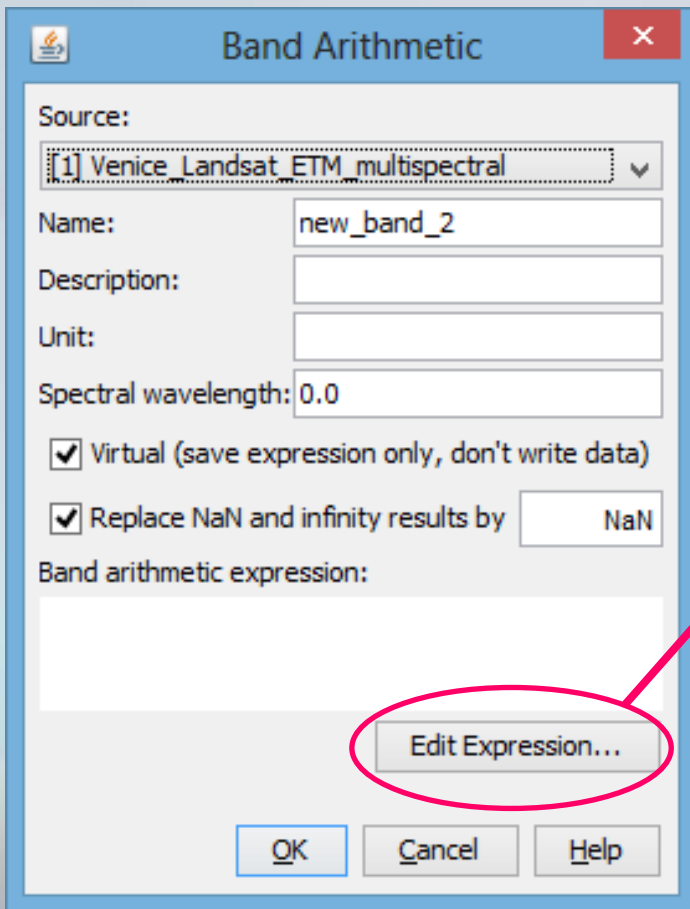 Band Arithmetic
Source:
[1] Venice_Landsat_ETM_multispectral
Name: new_band_2
Description:
Unit:
Spectral wavelength: 0.0
Virtual (save expression only, don't write data)
Replace NaN and infinity results by NaN
Band arithmetic expression:
Edit Expression...
OK Cancel Help